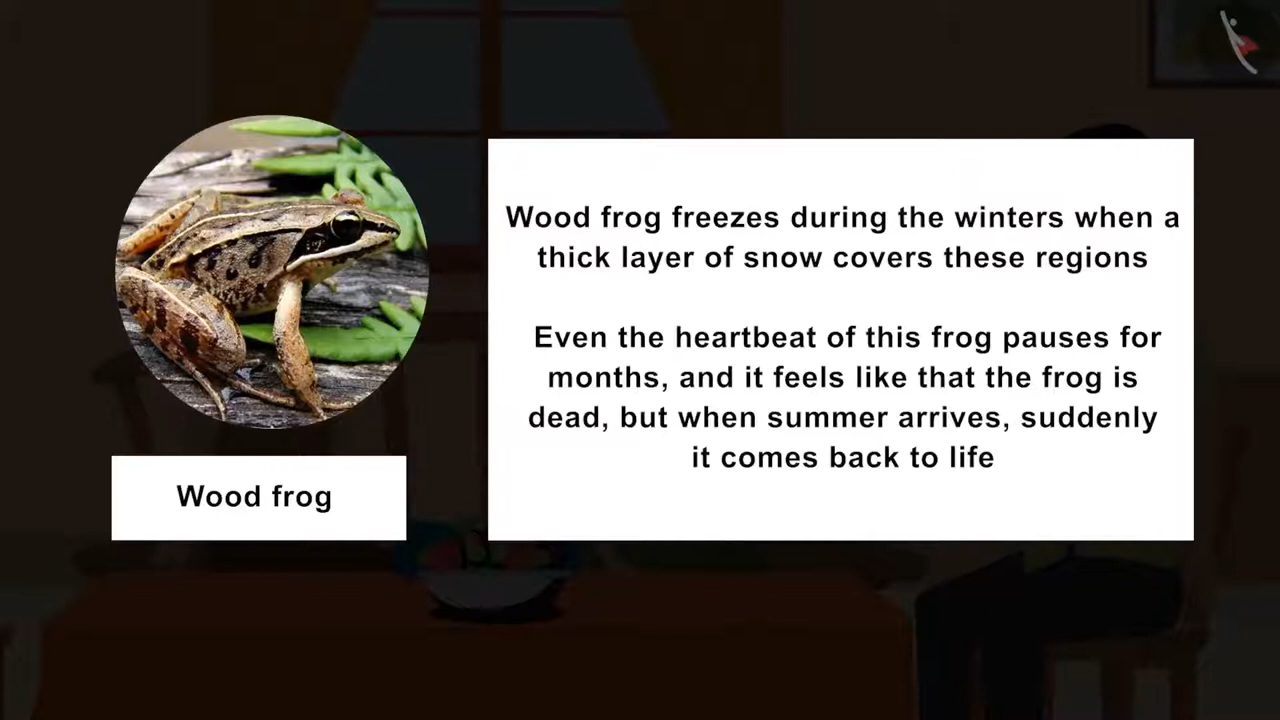 Wood frog freezes during the winters when a
thick layer of snow covers these regions
Even the heartbeat of this frog pauses for
months, and it feels like that the frog is
dead, but when summer arrives, suddenly
it comes back to life
Wood frog